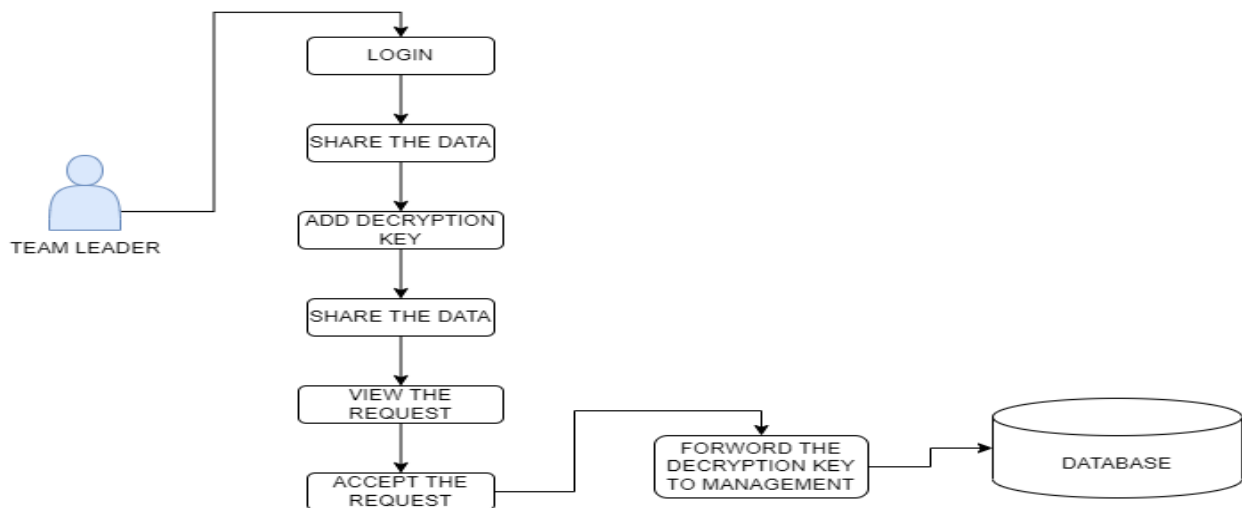 LOGIN
SHARE THE DATA
TEAM LEADER
ADD DECRYPTION
KEY
SHARE THE DATA
VIEW THE
REQUEST
ACCEPT THE
REQUEST
FORWORD THE
DECRYPTION KEY
TO MANAGEMENT
DATABASE